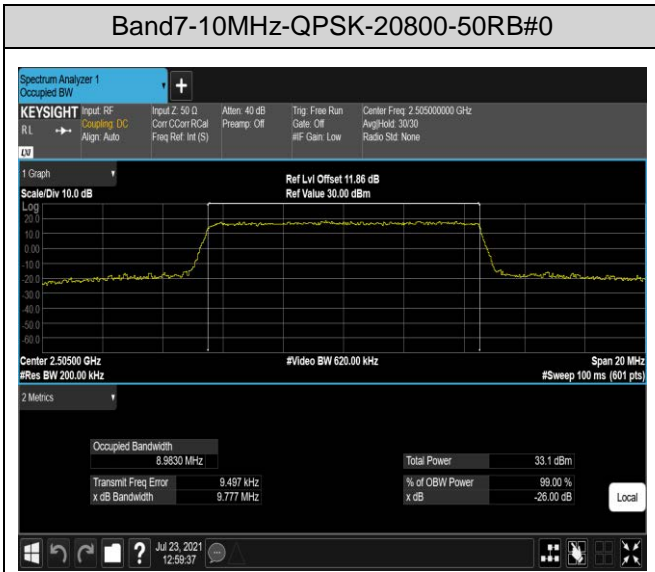 Band7-10MHz-QPSK-20800-50RB#0
Spectrum Analyzer 1
Occupied BW
+
KEYSIGHT Input: RF Input Z: 50 Ω Atten: 40 dB Trig: Free Run Center Freq: 2.505000000 GHz
RL Coupling: DC Corr CCorr RCal Preamp: Off Gate: Off Avg|Hold: 30/30
Align: Auto Freq Ref: Int (S) #IF Gain: Low Radio Std: None
LXI
1 Graph Ref Lvl Offset 11.86 dB
Scale/Div 10.0 dB Ref Value 30.00 dBm
Log
20.0
10.0
0.00
-10.0
-20.0
-30.0
-40.0
-50.0
-60.0
Center 2.50500 GHz #Video BW 620.00 kHz Span 20 MHz
#Res BW 200.00 kHz #Sweep 100 ms (601 pts)
2 Metrics
Occupied Bandwidth
8.9830 MHz Total Power 33.1 dBm
Transmit Freq Error 9.497 kHz % of OBW Power 99.00 %
x dB Bandwidth 9.777 MHz x dB -26.00 dB
Local
? Jul 23, 2021
12:59:37